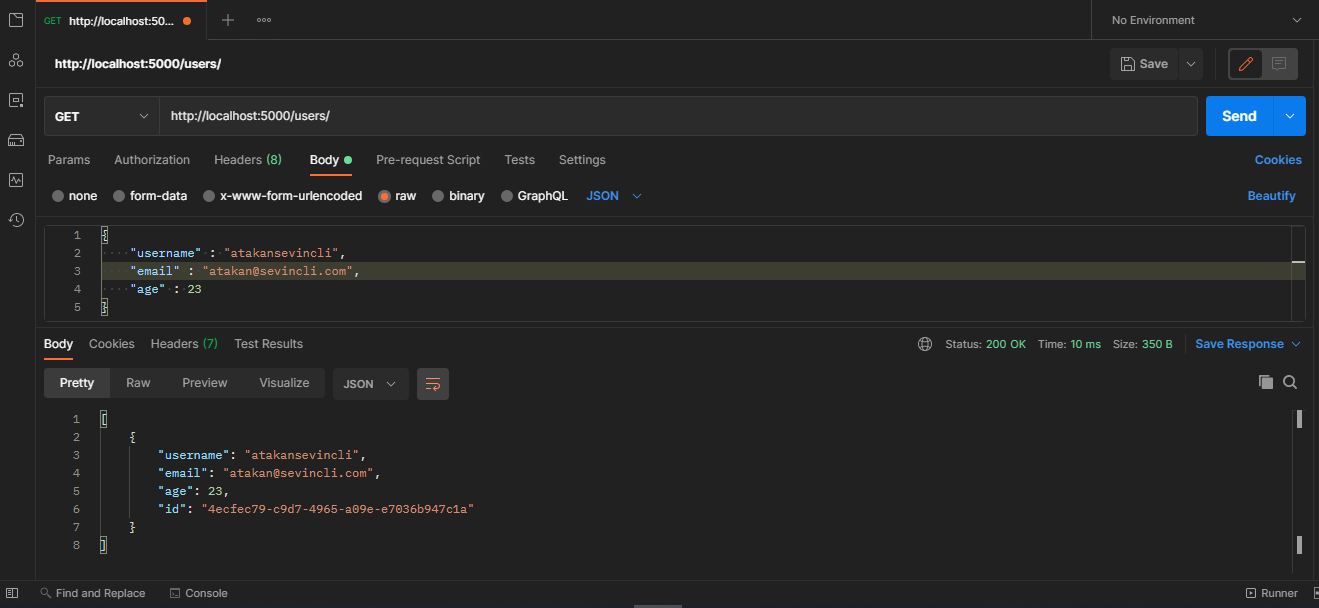 GET http://localhost:50...
No Environment
http://localhost:5000/users/
Save
GET http://localhost:5000/users/ Send
Params Authorization Headers (8) Body Pre-request Script Tests Settings Cookies
none form-data x-www-form-urlencoded raw binary GraphQL JSON Beautify
1 {
2 "username" : "atakansevincli",
3 "email" : "atakan@sevincli.com",
4 "age" : 23
5 }
Body Cookies Headers (7) Test Results Status: 200 OK Time: 10 ms Size: 350 B Save Response
Pretty Raw Preview Visualize JSON
1 [
2 {
3 "username": "atakansevincli",
4 "email": "atakan@sevincli.com",
5 "age": 23,
6 "id": "4ecfec79-c9d7-4965-a09e-e7036b947c1a"
7 }
8 ]
Find and Replace Console Runner